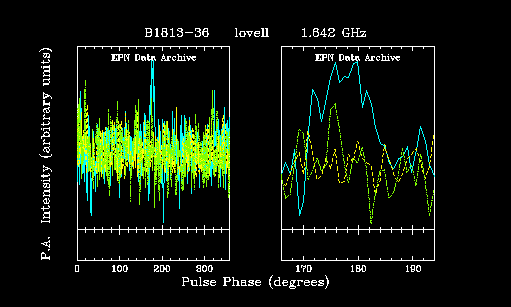 B1813-36 lovell 1.642 GHz
EPN Data Archive EPN Data Archive
P.A. Intensity (arbitrary units)
0 100 200 300 170 180 190
Pulse Phase (degrees)